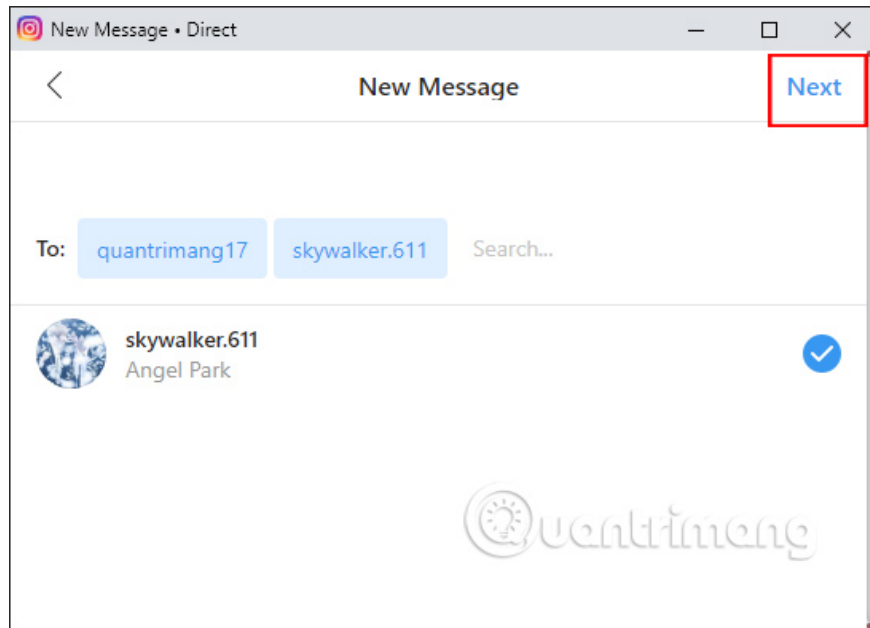 New Message • Direct
New Message
Next
To: quantrimang17 skywalker.611 Search...
skywalker.611
Angel Park
Quantrimang